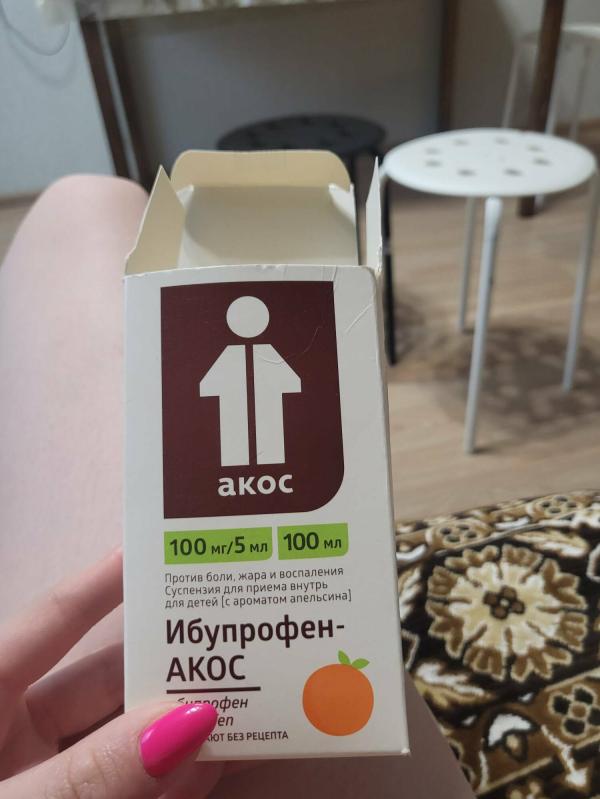 акос
100 мг/5 мл 100 мл
Против боли, жара и воспаления
Суспензия для приема внутрь
для детей [с ароматом апельсина]
Ибупрофен-
АКОС
БЕЗ РЕЦЕПТА